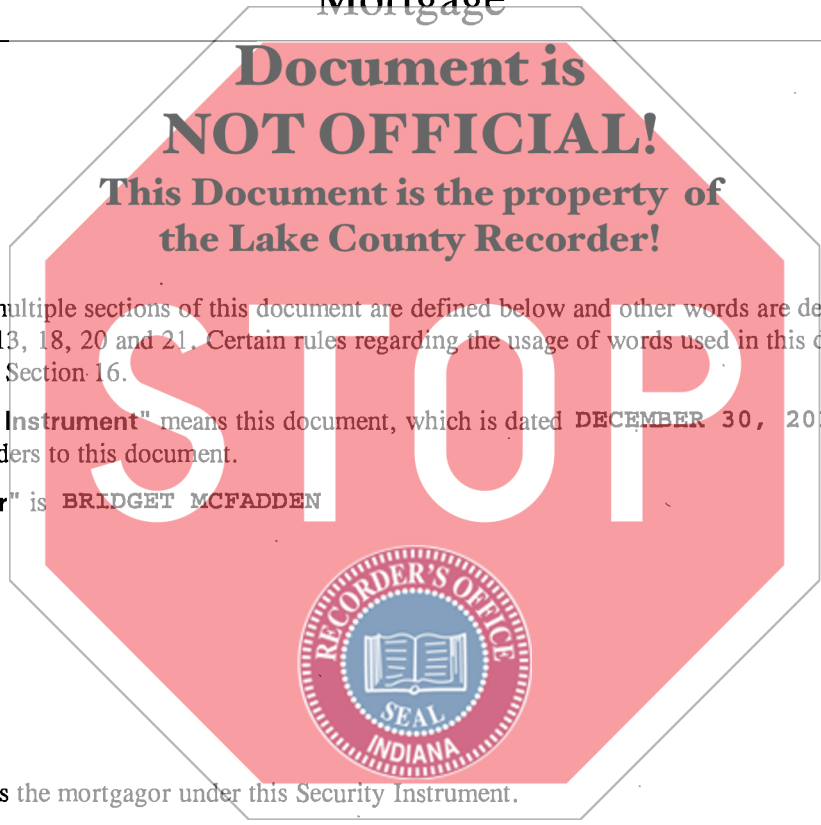 Mortgage
Document is
NOT OFFICIAL!
This Document is the property of
the Lake County Recorder!
multiple sections of this document are defined below and other words are
13, 18, 20 and 21. Certain rules regarding the usage of words used in this
Section 16.
Instrument" means this document, which is dated DECEMBER 30,
to this document.
is BRIDGET MCFADDEN
STOP
RECORDER'S OFFICE
SEAL
INDIANA
the mortgagor under this Security Instrument.